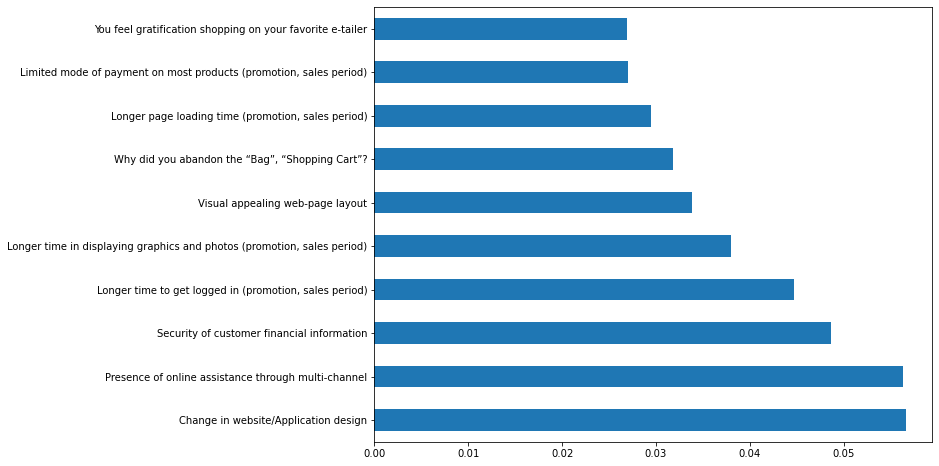 You feel gratification shopping on your favorite e-tailer
Limited mode of payment on most products (promotion, sales period)
Longer page loading time (promotion, sales period)
Why did you abandon the “Bag”, “Shopping Cart”?
Visual appealing web-page layout
Longer time in displaying graphics and photos (promotion, sales period)
Longer time to get logged in (promotion, sales period)
Security of customer financial information
Presence of online assistance through multi-channel
Change in website/Application design
0.00 0.01 0.02 0.03 0.04 0.05